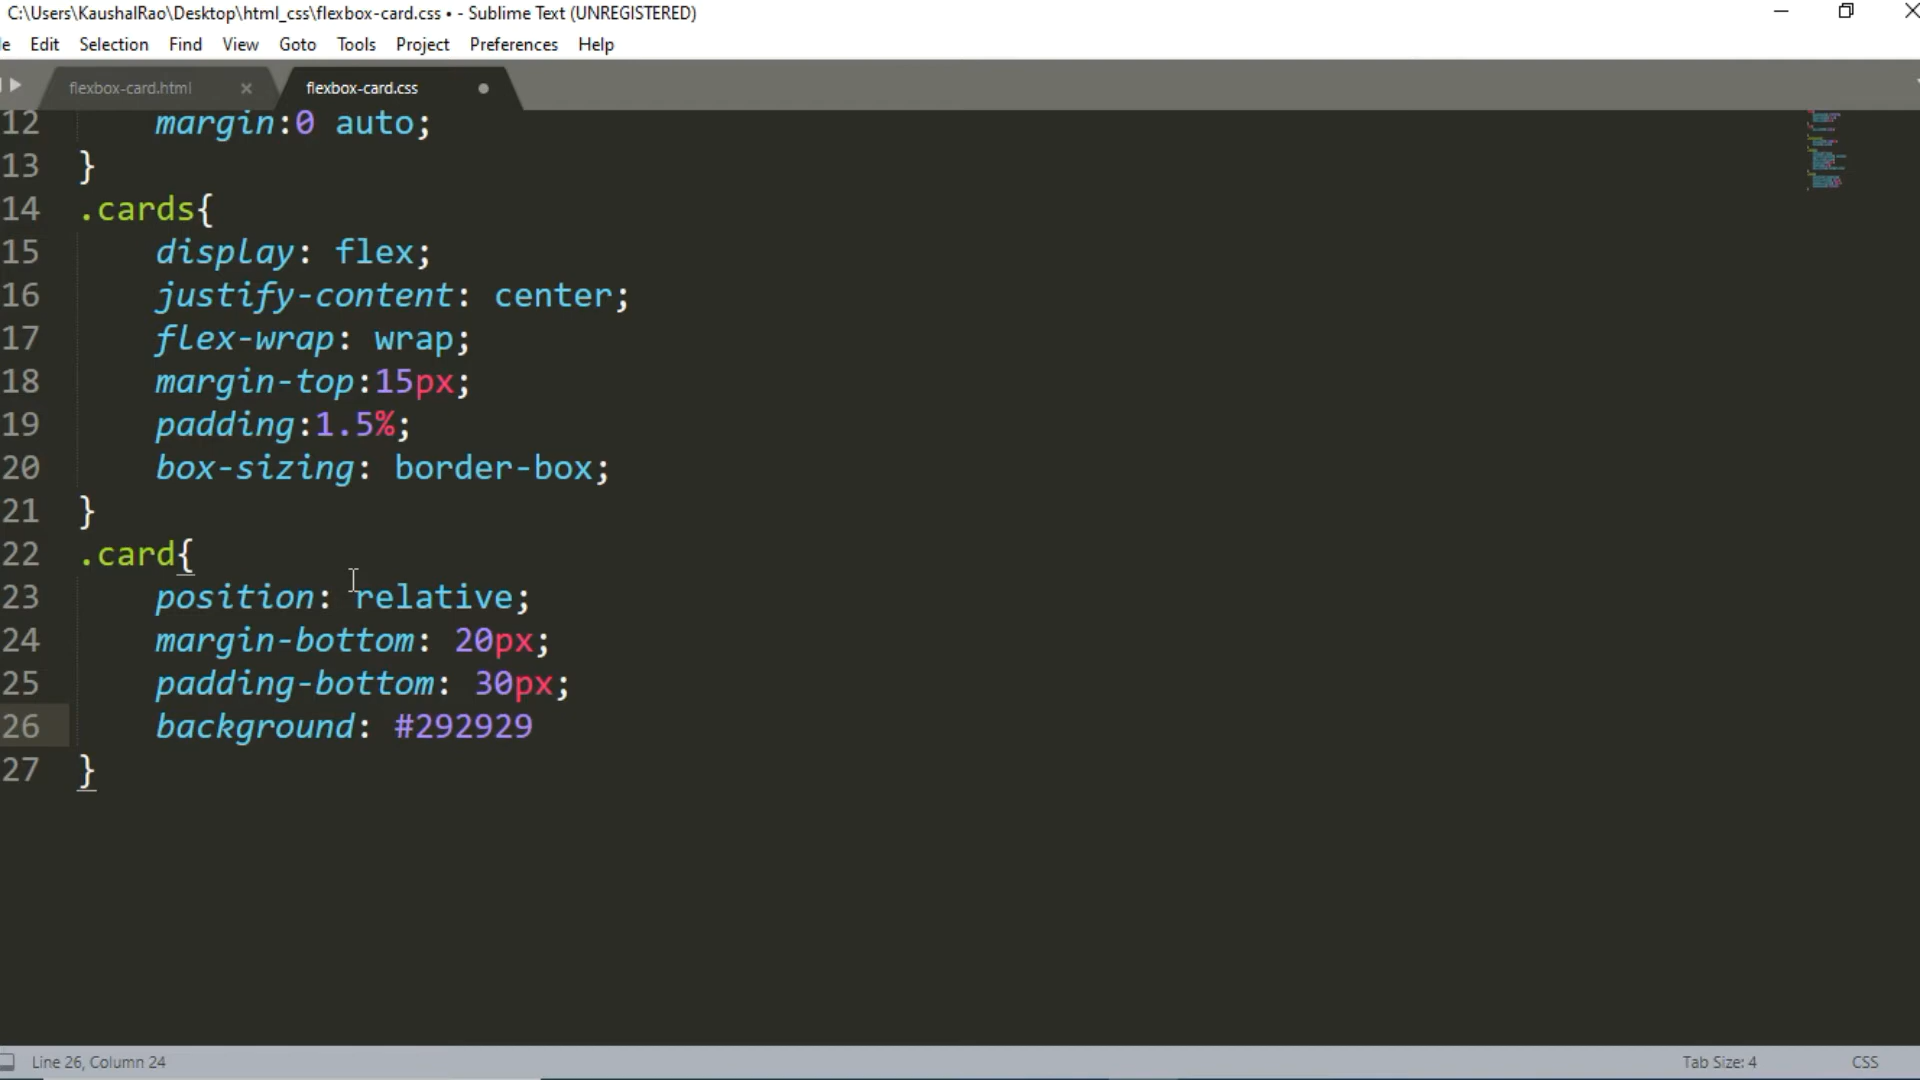 C:\Users\KaushalRao\Desktop\html_css\flexbox-card.css • - Sublime Text (UNREGISTERED)
e Edit Selection Find View Goto Tools Project Preferences Help
flexbox-card.html × flexbox-card.css
12 margin:0 auto;
13 }
14 .cards{
15 display: flex;
16 justify-content: center;
17 flex-wrap: wrap;
18 margin-top:15px;
19 padding:1.5%;
20 box-sizing: border-box;
21 }
22 .card{
23 position: relative;
24 margin-bottom: 20px;
25 padding-bottom: 30px;
26 background: #292929
27 }
Line 26, Column 24 Tab Size: 4 CSS